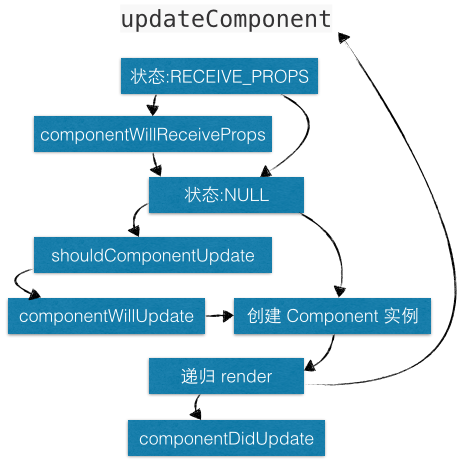 updateComponent
状态:RECEIVE_PROPS
componentWillReceiveProps
状态:NULL
shouldComponentUpdate
componentWillUpdate
创建 Component 实例
递归 render
componentDidUpdate